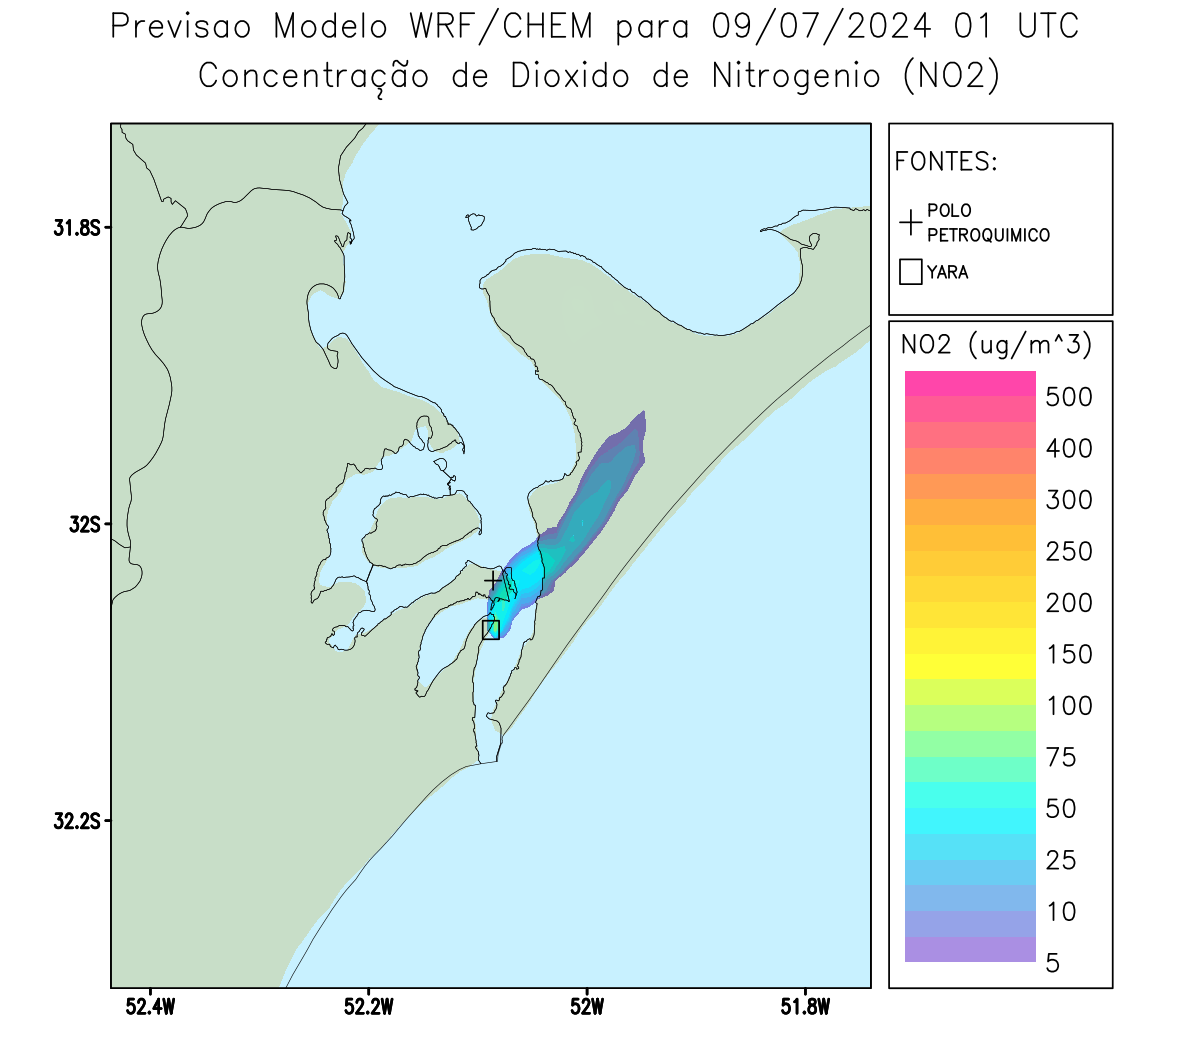 Previsao Modelo WRF/CHEM para 09/07/2024 01 UTC
Concentração de Dioxido de Nitrogenio (NO2)
FONTES:
POLO
PETROQUIMICO
YARA
NO2 (ug/m^3)
500
400
300
250
200
150
100
75
50
25
10
5
31.8S
32S
32.2S
52.4W
52.2W
52W
51.8W